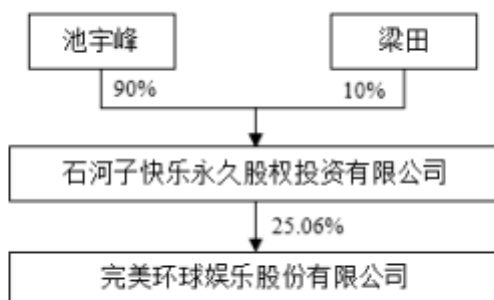 池宇峰
梁田
90%
10%
石河子快乐永久股权投资有限公司
25.06%
完美环球娱乐股份有限公司